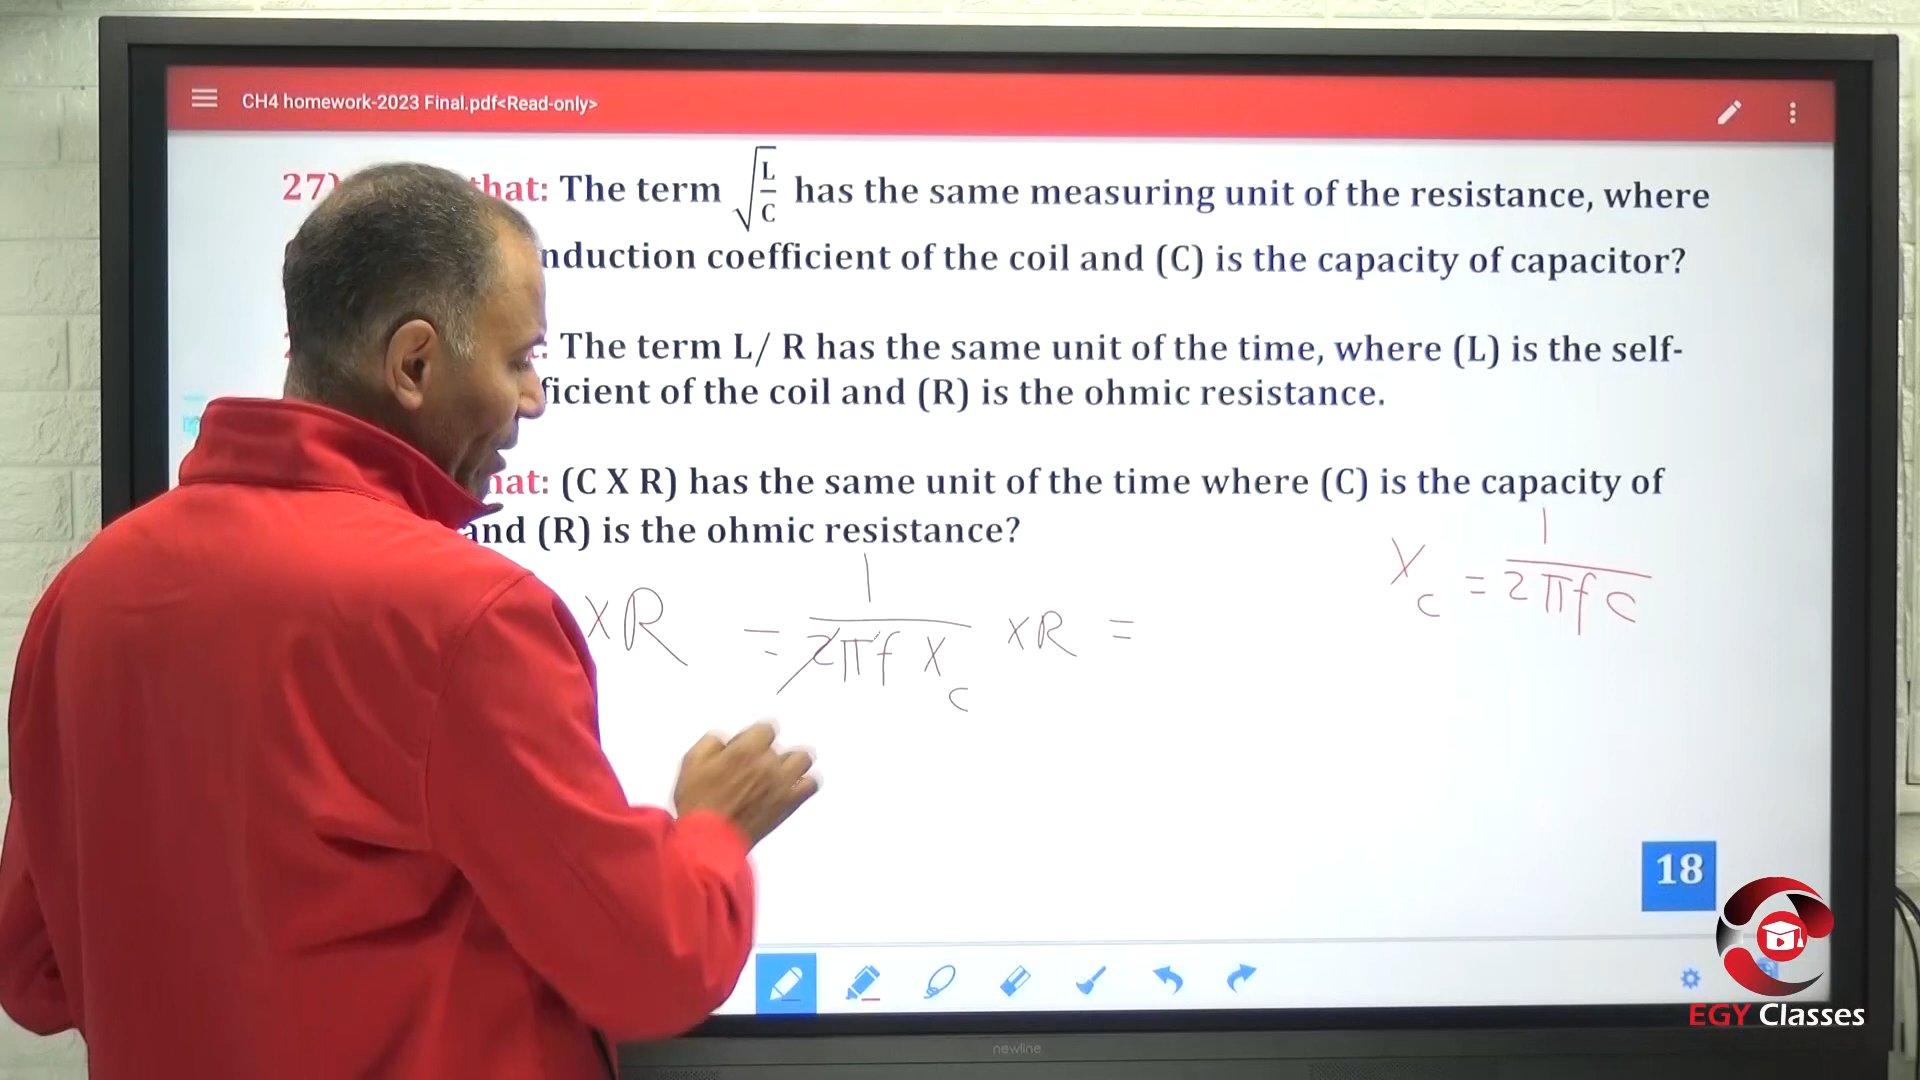 CH4 homework-2023 Final.pdf<Read-only>
27) hat: The term √L/C has the same measuring unit of the resistance, where
nduction coefficient of the coil and (C) is the capacity of capacitor?
: The term L/ R has the same unit of the time, where (L) is the self-
ficient of the coil and (R) is the ohmic resistance.
hat: (C X R) has the same unit of the time where (C) is the capacity of
and (R) is the ohmic resistance?
X_C = 1/(2πfC)
xR = 1/(2πf X_C) xR =
18
EGY Classes
newline